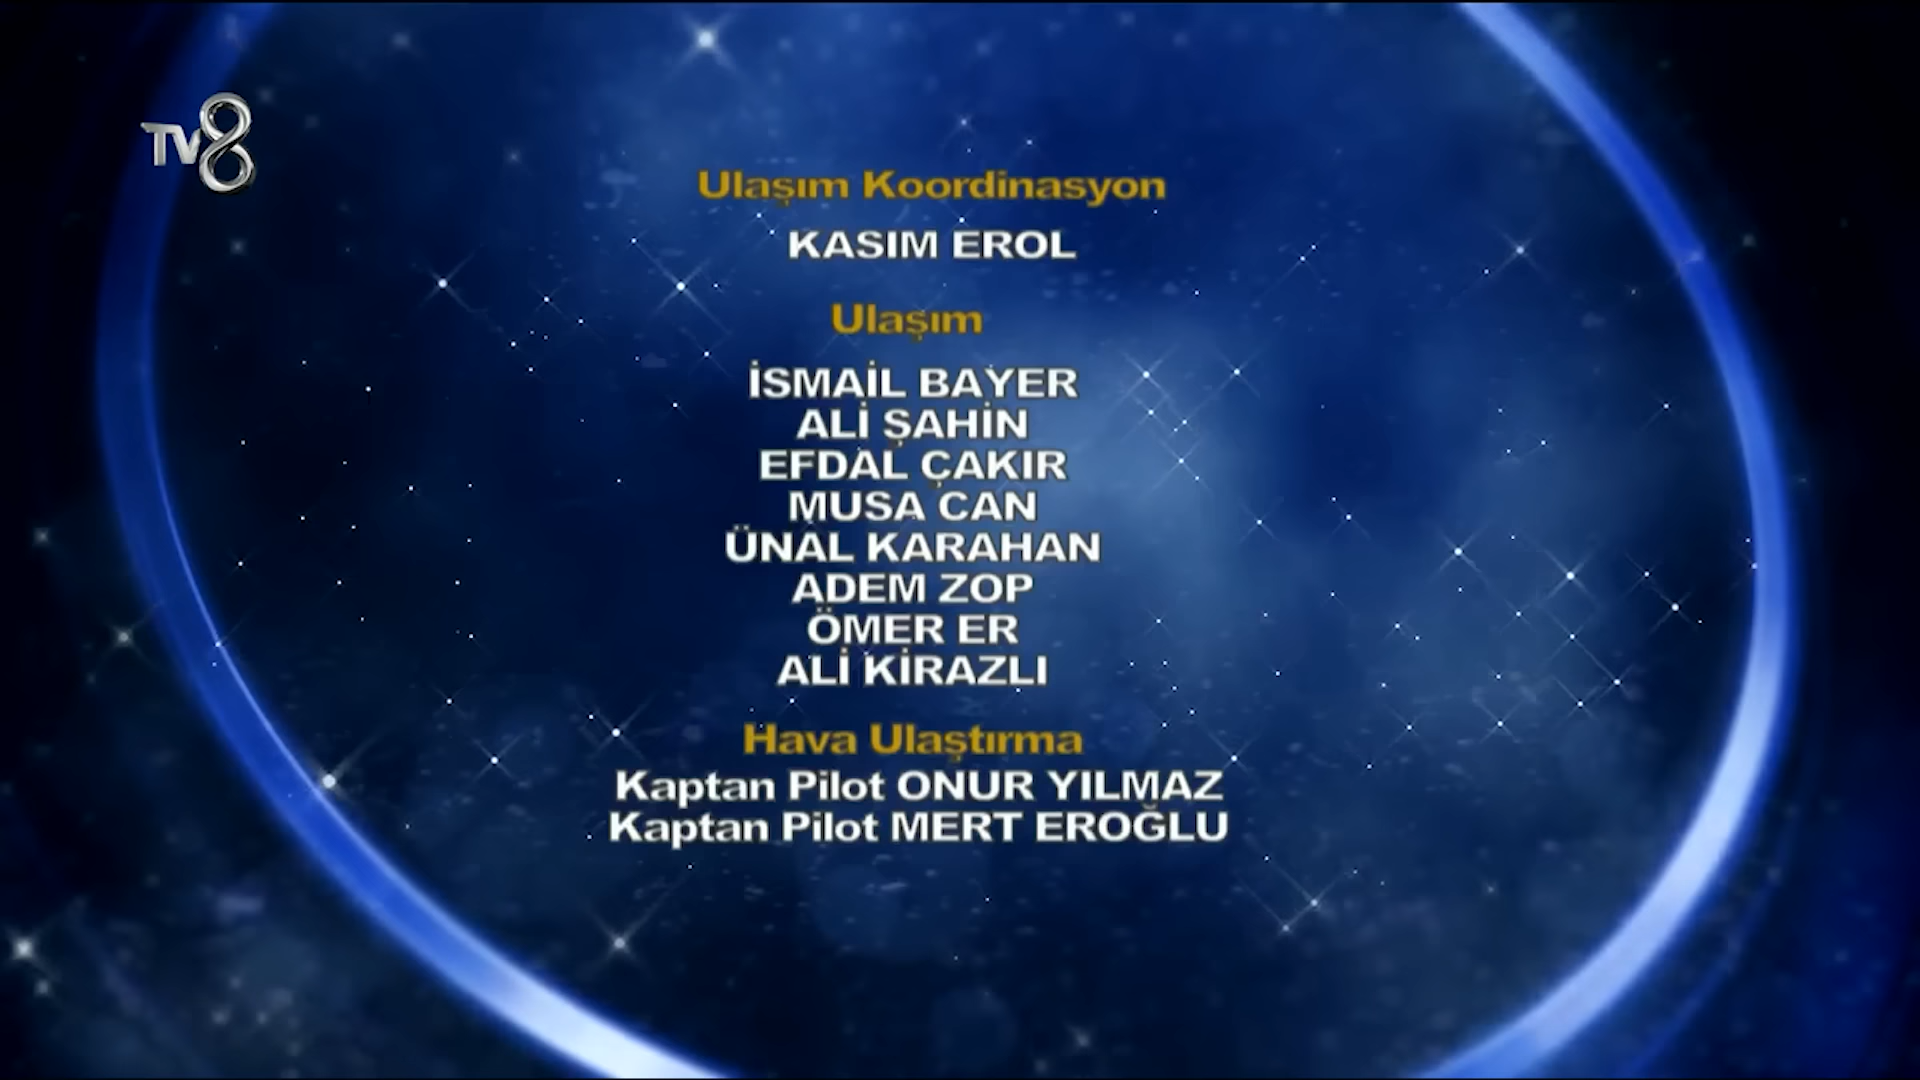 TV8
Ulaşım Koordinasyon
KASIM EROL
Ulaşım
İSMAİL BAYER
ALİ ŞAHİN
EFDAL ÇAKIR
MUSA CAN
ÜNAL KARAHAN
ADEM ZOP
ÖMER ER
ALİ KİRAZLI
Hava Ulaştırma
Kaptan Pilot ONUR YILMAZ
Kaptan Pilot MERT EROĞLU